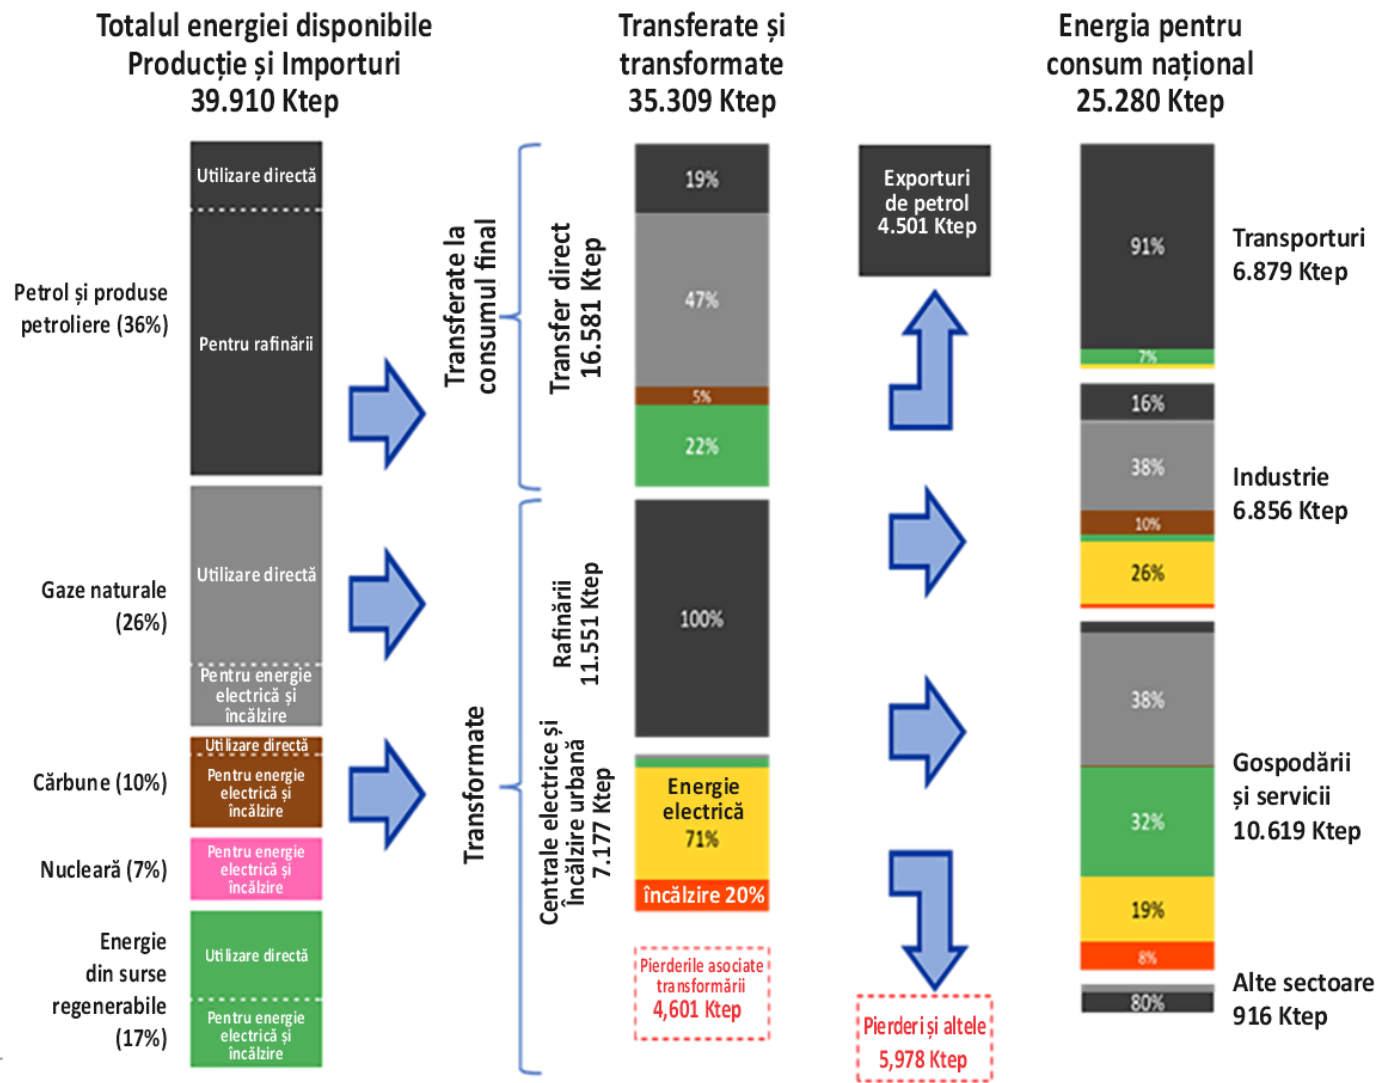 Totalul energiei disponibile
Producție și Importuri
39.910 Ktep
Transferate și
transformate
35.309 Ktep
Energia pentru
consum național
25.280 Ktep
Petrol și produse
petroliere (36%)
Utilizare directă
Pentru rafinării
Gaze naturale
(26%)
Utilizare directă
Pentru energie
electrică și
încălzire
Cărbune (10%)
Utilizare directă
Pentru energie
electrică și
încălzire
Nucleară (7%)
Pentru energie
electrică și
încălzire
Energie
din surse
regenerabile
(17%)
Utilizare directă
Pentru energie
electrică și
încălzire
Transferate la
consumul final
Transformate
Transfer direct
16.581 Ktep
19%
47%
5%
22%
Rafinării
11.551 Ktep
100%
Centrale electrice și
Încălzire urbană
7.177 Ktep
Energie
electrică
71%
încălzire 20%
Pierderile asociate
transformării
4,601 Ktep
Exporturi
de petrol
4.501 Ktep
Pierderi și altele
5,978 Ktep
91%
7%
Transporturi
6.879 Ktep
16%
38%
10%
26%
Industrie
6.856 Ktep
38%
32%
19%
8%
Gospodării
și servicii
10.619 Ktep
80%
Alte sectoare
916 Ktep